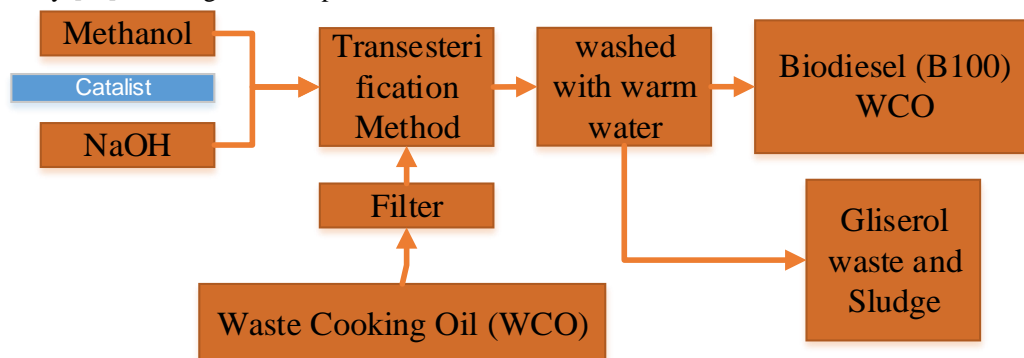 Methanol
Catalist
NaOH
Transesteri
fication
Method
washed
with warm
water
Biodiesel (B100)
WCO
Filter
Gliserol
waste and
Sludge
Waste Cooking Oil (WCO)